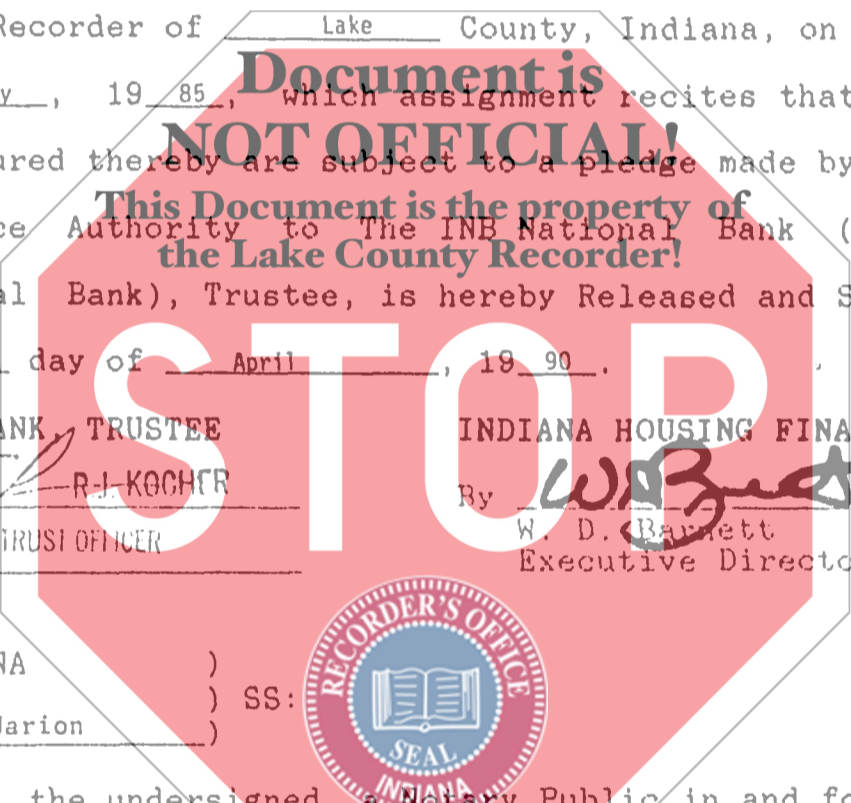 Recorder of Lake County, Indiana, on
y, 19 85, which assignment recites that
ured thereby are subject to a pledge made by
ce Authority to The INB National Bank (
al Bank), Trustee, is hereby Released and S
day of April, 19 90.
ANK, TRUSTEE
R.J. KOCHER
TRUST OFFICER
INDIANA HOUSING FINA
By
W. D. Barnett
Executive Directo
NA )
) SS:
Marion )
the undersigned, a Notary Public in and fo
Document is
NOT OFFICIAL!
This Document is the property of
the Lake County Recorder!
STOP
RECORDER'S OFFICE
SEAL
INDIANA